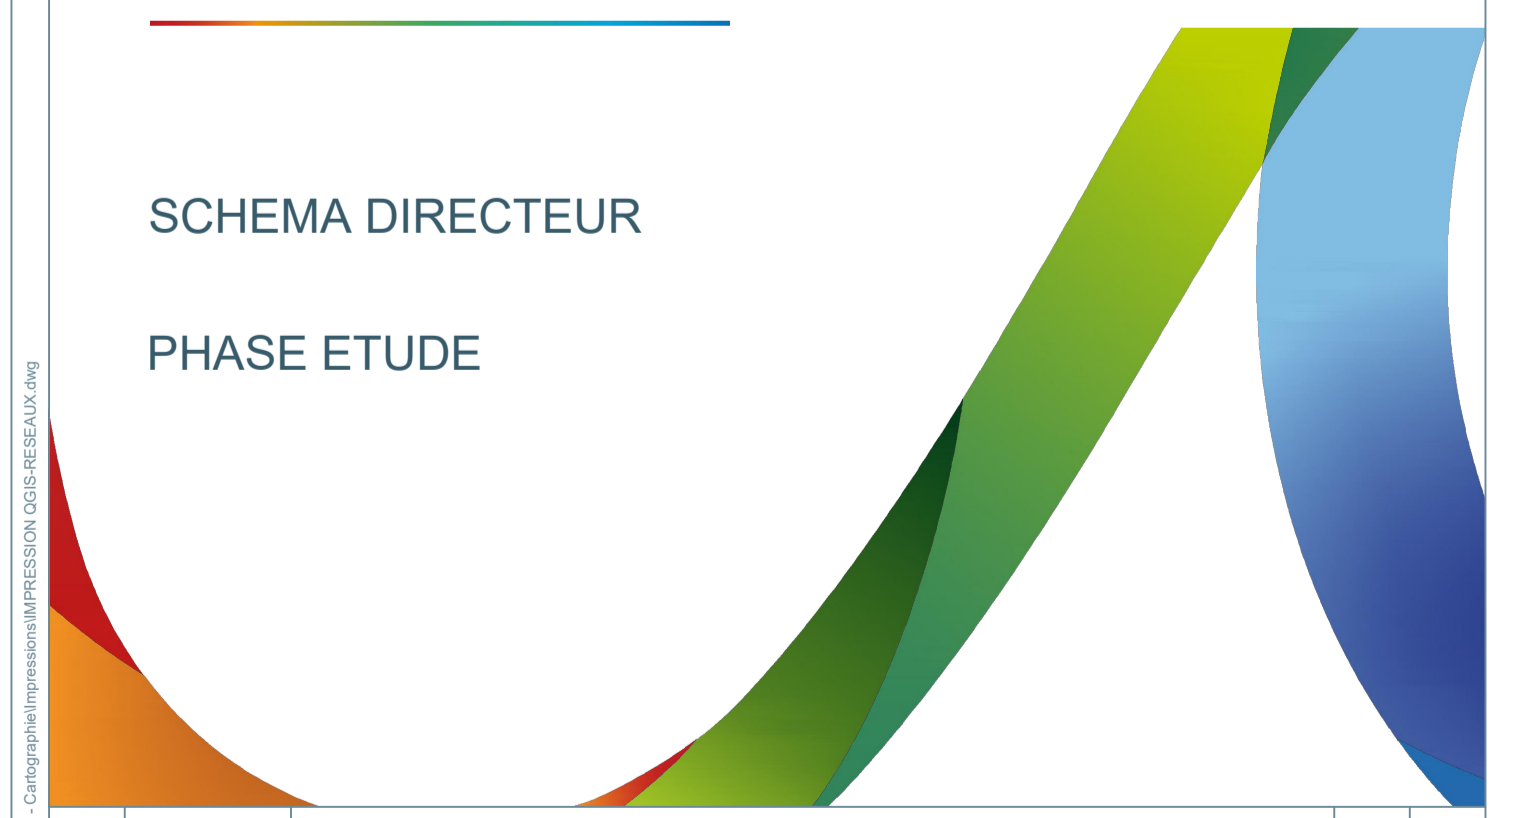 SCHEMA DIRECTEUR
PHASE ETUDE
- Cartographie\Impressions\IMPRESSION QGIS-RESEAUX.dwg